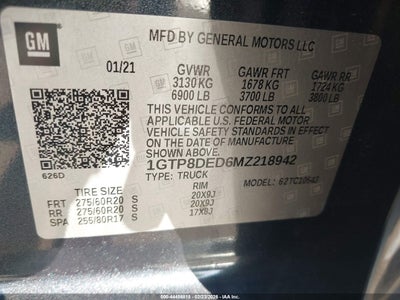 GM
MFD BY GENERAL MOTORS LLC
01/21
GVWR GAWR FRT GAWR RR
3130 KG 1678 KG 1724 KG
6900 LB 3700 LB 3800 LB
THIS VEHICLE CONFORMS TO ALL
APPLICABLE U.S. FEDERAL MOTOR
VEHICLE SAFETY STANDARDS IN
EFFECT ON THE DATE OF
MANUFACTURE SHOWN ABOVE.
1GTP8DED6MZ218942
626D
TYPE: TRUCK MODEL:
TIRE SIZE RIM
FRT 275/60R20 S 20X9J
RR 275/60R20 S 20X9J
SPA 255/80R17 S 17X8J
GM